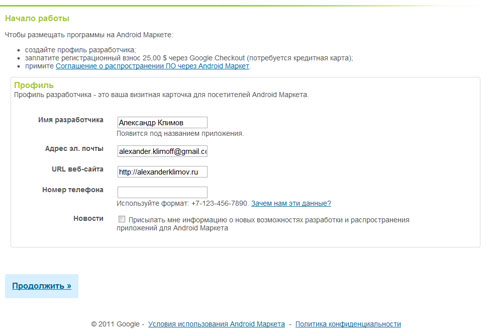 Начало работы
Чтобы размещать программы на Android Маркете:
создайте профиль разработчика;
заплатите регистрационный взнос 25,00 $ через Google Checkout (потребуется кредитная карта);
примите Соглашение о распространении ПО через Android Маркет.
Профиль
Профиль разработчика - это ваша визитная карточка для посетителей Android Маркета.
Имя разработчика Александр Климов
Появится под названием приложения.
Адрес эл. почты alexander.klimoff@gmail.co
URL веб-сайта http://alexanderklimov.ru
Номер телефона
Используйте формат: +7-123-456-7890. Зачем нам эти данные?
Новости Присылать мне информацию о новых возможностях разработки и распространения
приложений для Android Маркета
Продолжить »
© 2011 Google - Условия использования Android Маркета - Политика конфиденциальности